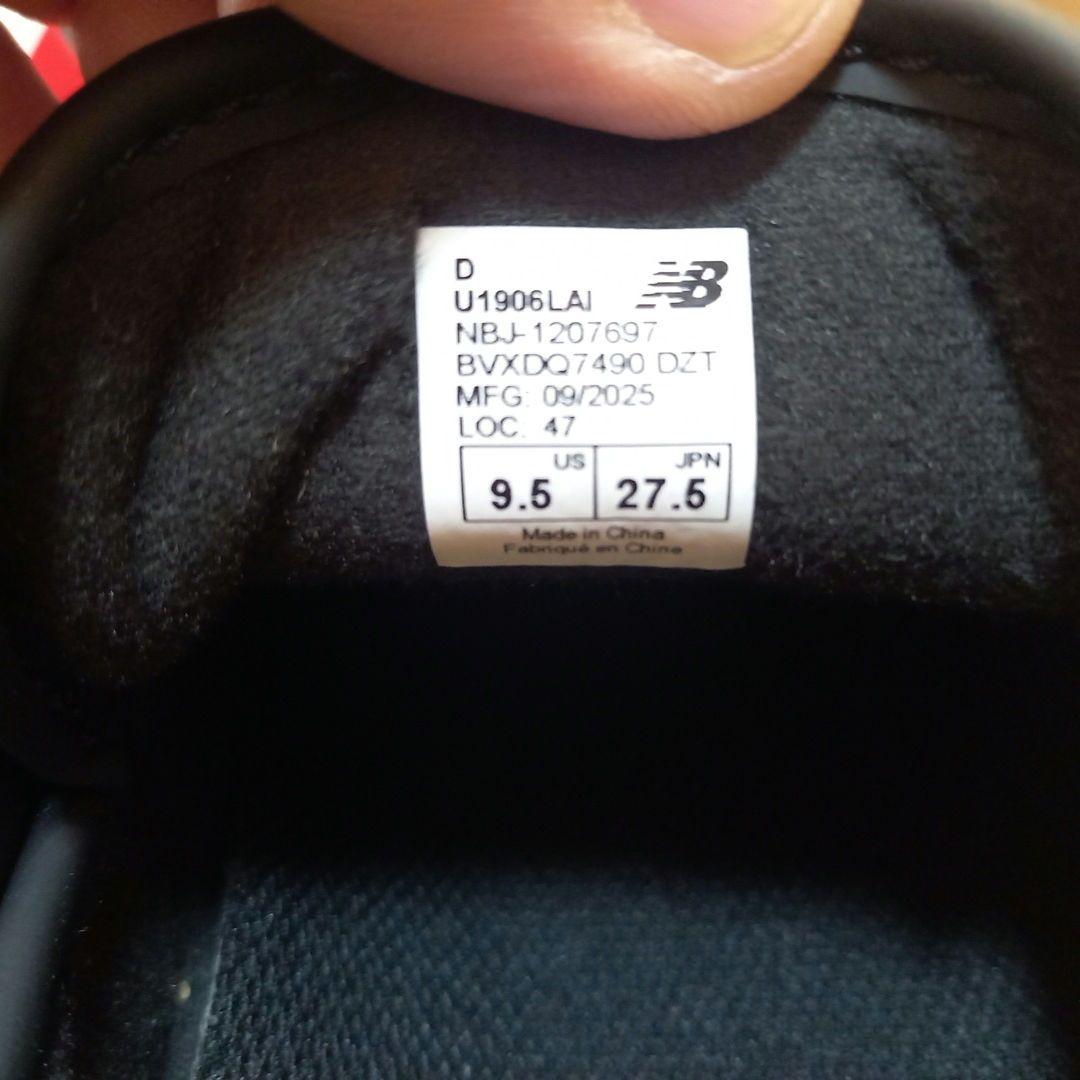 D
U1906LAI
NB
NBJ-1207697
BVXDQ7490 DZT
MFG: 09/2025
LOC: 47
US JPN
9.5 27.5
Made in China
Fabriqué en Chine